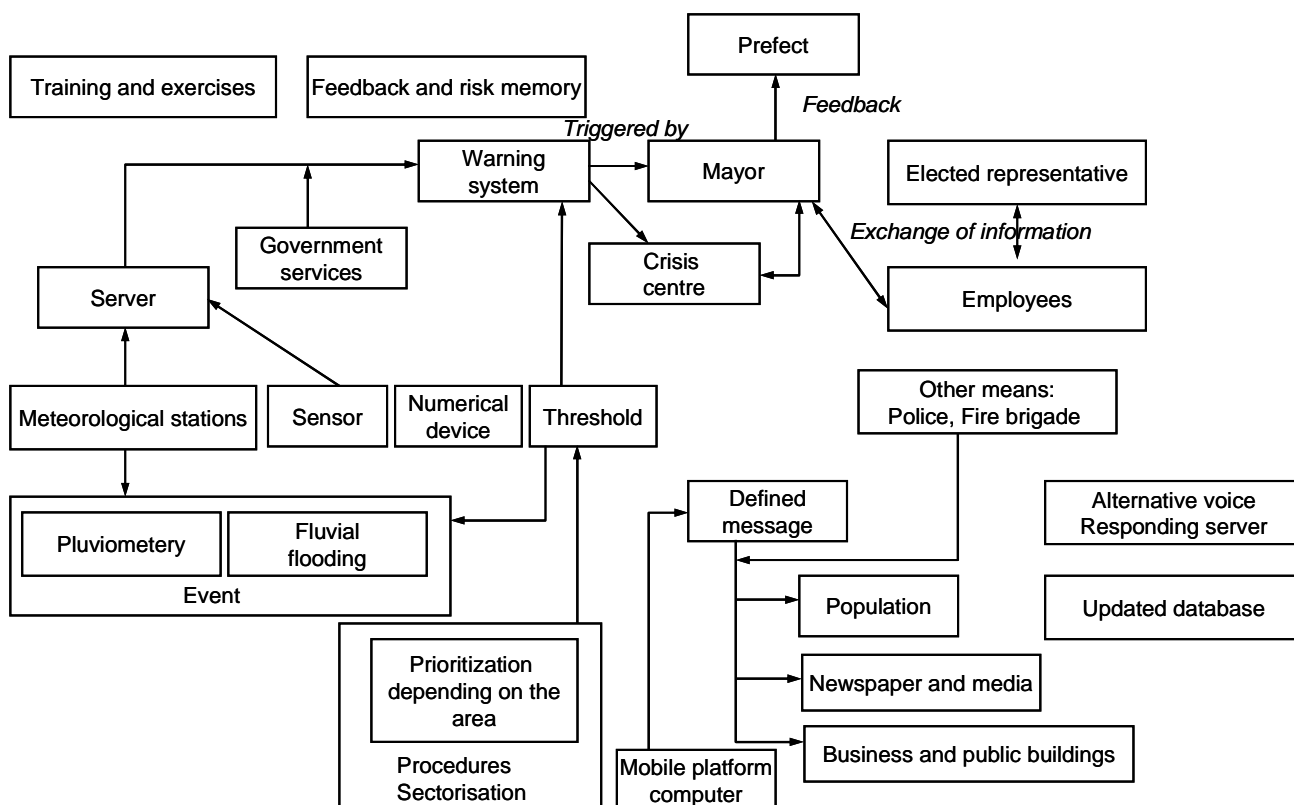 Prefect
Training and exercises
Feedback and risk memory
Feedback
Triggered by
Warning
system
Mayor
Elected representative
Government
services
Exchange of information
Crisis
centre
Server
Employees
Meteorological stations
Sensor
Numerical
device
Threshold
Other means:
Police, Fire brigade
Defined
message
Alternative voice
Responding server
Pluviometery
Fluvial
flooding
Event
Population
Updated database
Prioritization
depending on the
area
Newspaper and media
Business and public buildings
Procedures
Sectorisation
Mobile platform
computer